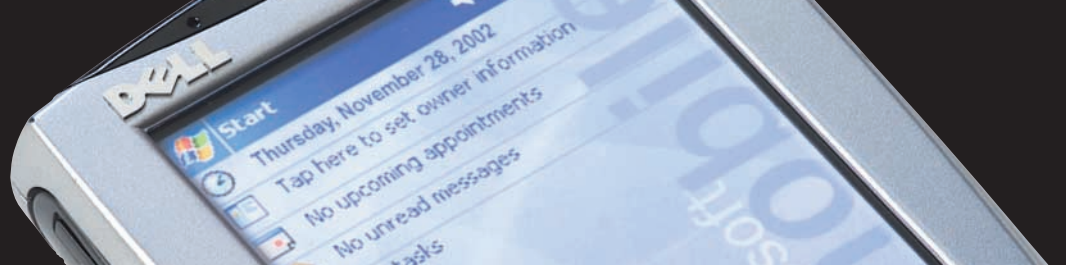 DELL
Start
Thursday, November 28, 2002
Tap here to set owner information
No upcoming appointments
No unread messages
tasks
soft